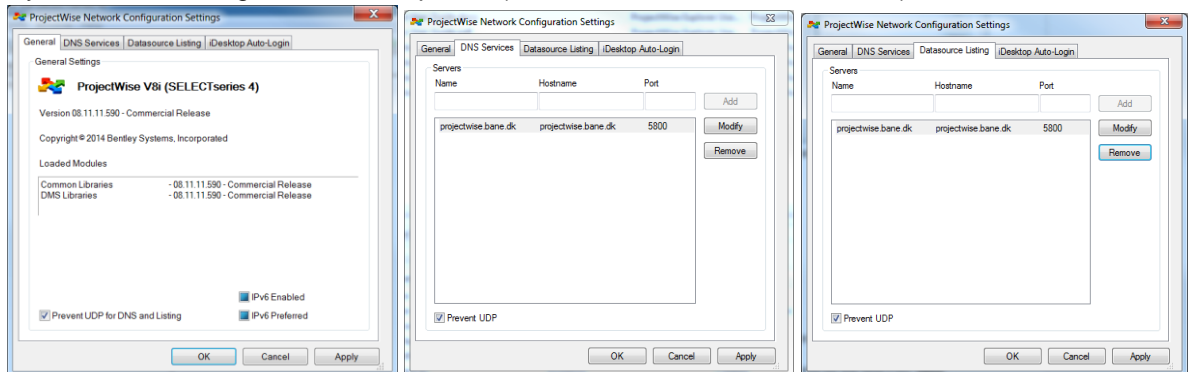 ProjectWise Network Configuration Settings
General DNS Services Datasource Listing iDesktop Auto-Login
General Settings
ProjectWise V8i (SELECTseries 4)
Version 08.11.11.590 - Commercial Release
Copyright © 2014 Bentley Systems, Incorporated
Loaded Modules
Common Libraries - 08.11.11.590 - Commercial Release
DMS Libraries - 08.11.11.590 - Commercial Release
IPv6 Enabled
Prevent UDP for DNS and Listing IPv6 Preferred
OK Cancel Apply
ProjectWise Network Configuration Settings
General DNS Services Datasource Listing iDesktop Auto-Login
Servers
Name Hostname Port
Add
projectwise.bane.dk projectwise.bane.dk 5800 Modify
Remove
Prevent UDP
OK Cancel Apply
ProjectWise Network Configuration Settings
General DNS Services Datasource Listing iDesktop Auto-Login
Servers
Name Hostname Port
Add
projectwise.bane.dk projectwise.bane.dk 5800 Modify
Remove
Prevent UDP
OK Cancel Apply